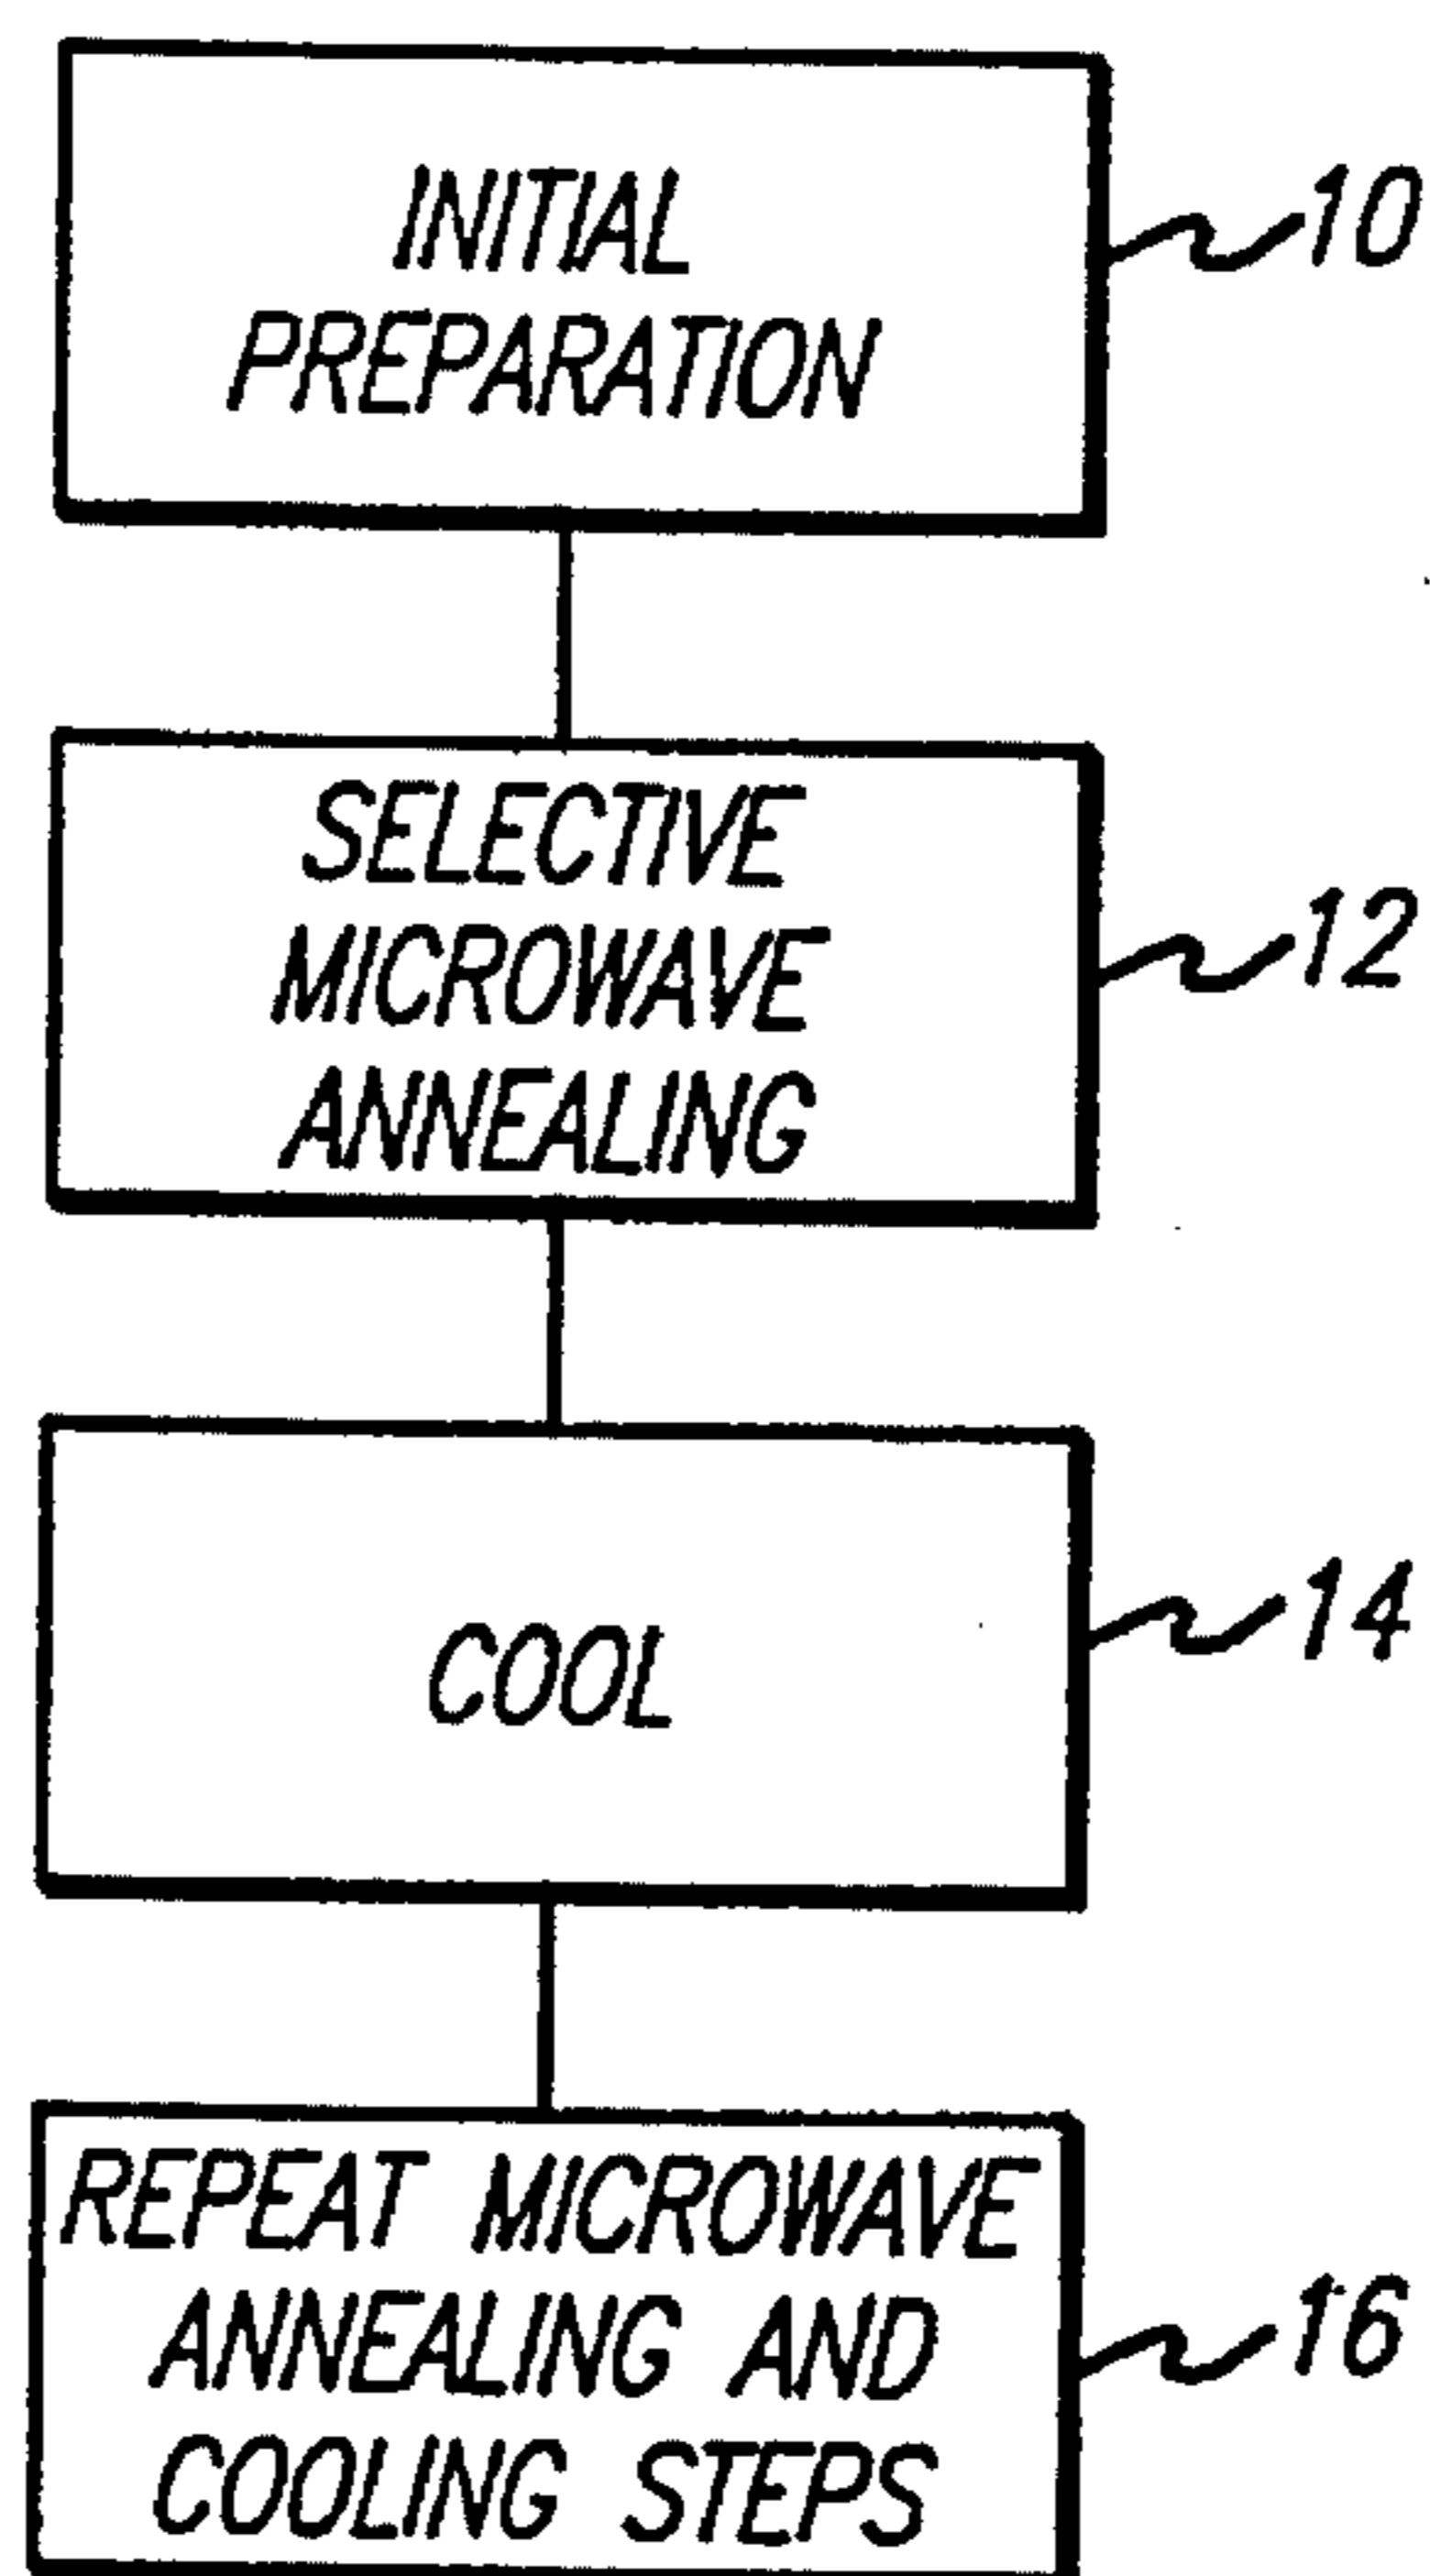 INITIAL
PREPARATION
10
SELECTIVE
MICROWAVE
ANNEALING
12
COOL
14
REPEAT MICROWAVE
ANNEALING AND
COOLING STEPS
16